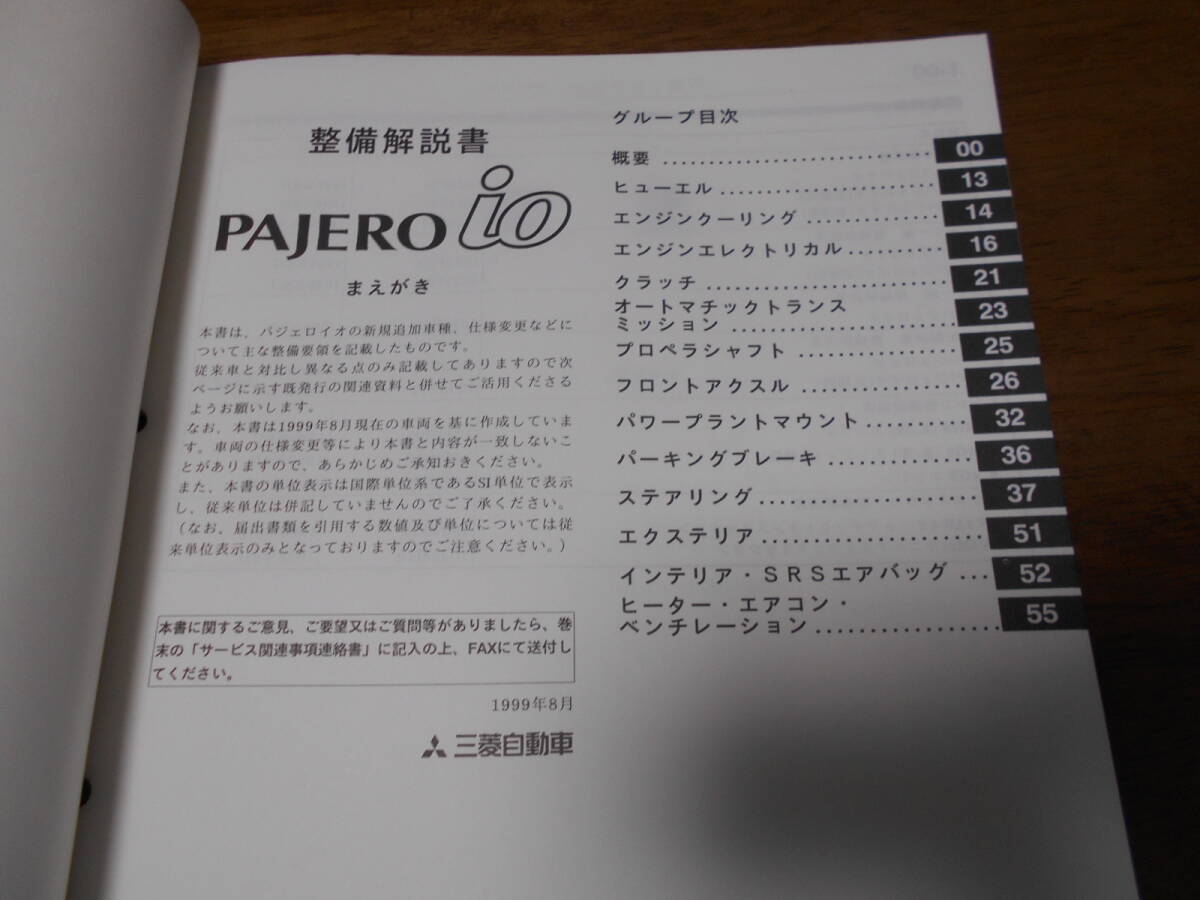 整備解説書
PAJERO io
まえがき
本書は、パジェロイオの新規追加車種、仕様変更などに
ついて主な整備要領を記載したものです。
従来車と対比し異なる点のみ記載してありますので次
ページに示す既発行の関連資料と併せてご活用くださる
ようお願いします。
なお、本書は1999年8月現在の車両を基に作成していま
す。車両の仕様変更等により本書と内容が一致しないこ
とがありますので、あらかじめご承知おきください。
また、本書の単位表示は国際単位系であるSI単位で表示
し、従来単位は併記していませんのでご了承ください。
（なお、届出書類を引用する数値及び単位については従
来単位表示のみとなっておりますのでご注意ください。）
本書に関するご意見、ご要望又はご質問等がありましたら、巻
末の「サービス関連事項連絡書」に記入の上、FAXにて送付し
てください。
1999年8月
三菱自動車
グループ目次
概要 .............................. 00
ヒューエル ........................ 13
エンジンクーリング ............... 14
エンジンエレクトリカル ........... 16
クラッチ .......................... 21
オートマチックトランス
ミッション ........................ 23
プロペラシャフト .................. 25
フロントアクスル .................. 26
パワープラントマウント ........... 32
パーキングブレーキ ............... 36
ステアリング ...................... 37
エクステリア ...................... 51
インテリア・SRSエアバッグ ... 52
ヒーター・エアコン・
ベンチレーション .................. 55